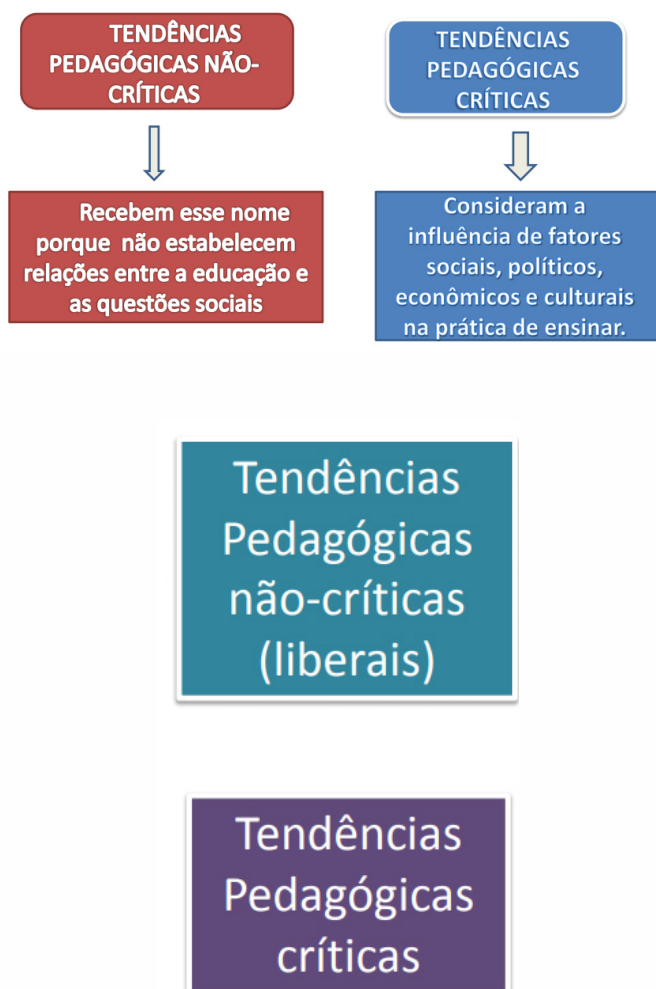 TENDÊNCIAS
PEDAGÓGICAS NÃO-
CRÍTICAS
Recebem esse nome
porque não estabelecem
relações entre a educação e
as questões sociais
TENDÊNCIAS
PEDAGÓGICAS
CRÍTICAS
Consideram a
influência de fatores
sociais, políticos,
econômicos e culturais
na prática de ensinar.
Tendências
Pedagógicas
não-críticas
(liberais)
Tendências
Pedagógicas
críticas